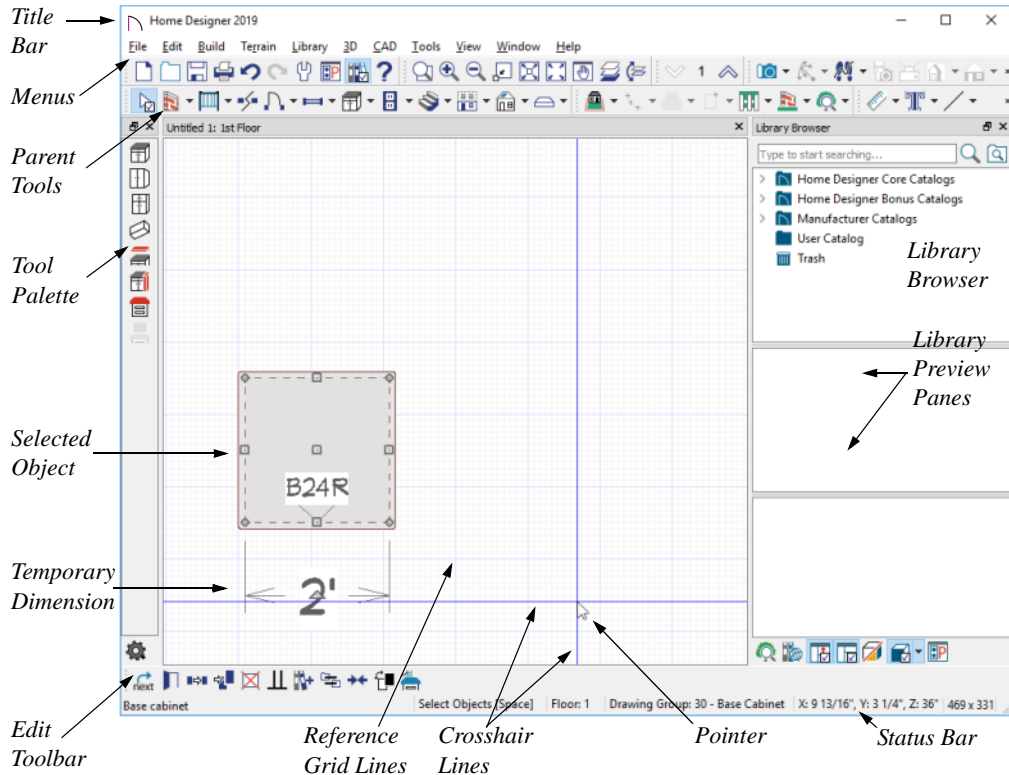 Title
Bar
Home Designer 2019
File Edit Build Terrain Library 3D CAD Tools View Window Help
Menus
1
Parent
Tools
Untitled 1: 1st Floor
Library Browser
Type to start searching...
Home Designer Core Catalogs
Home Designer Bonus Catalogs
Manufacturer Catalogs
User Catalog
Trash
Library
Browser
Tool
Palette
Library
Preview
Panes
Selected
Object
B24R
Temporary
Dimension
2'
next
Base cabinet
Select Objects [Space] Floor: 1 Drawing Group: 30 - Base Cabinet X: 9 13/16", Y: 3 1/4", Z: 36" 469 x 331
Edit
Toolbar
Reference
Grid Lines
Crosshair
Lines
Pointer
Status Bar